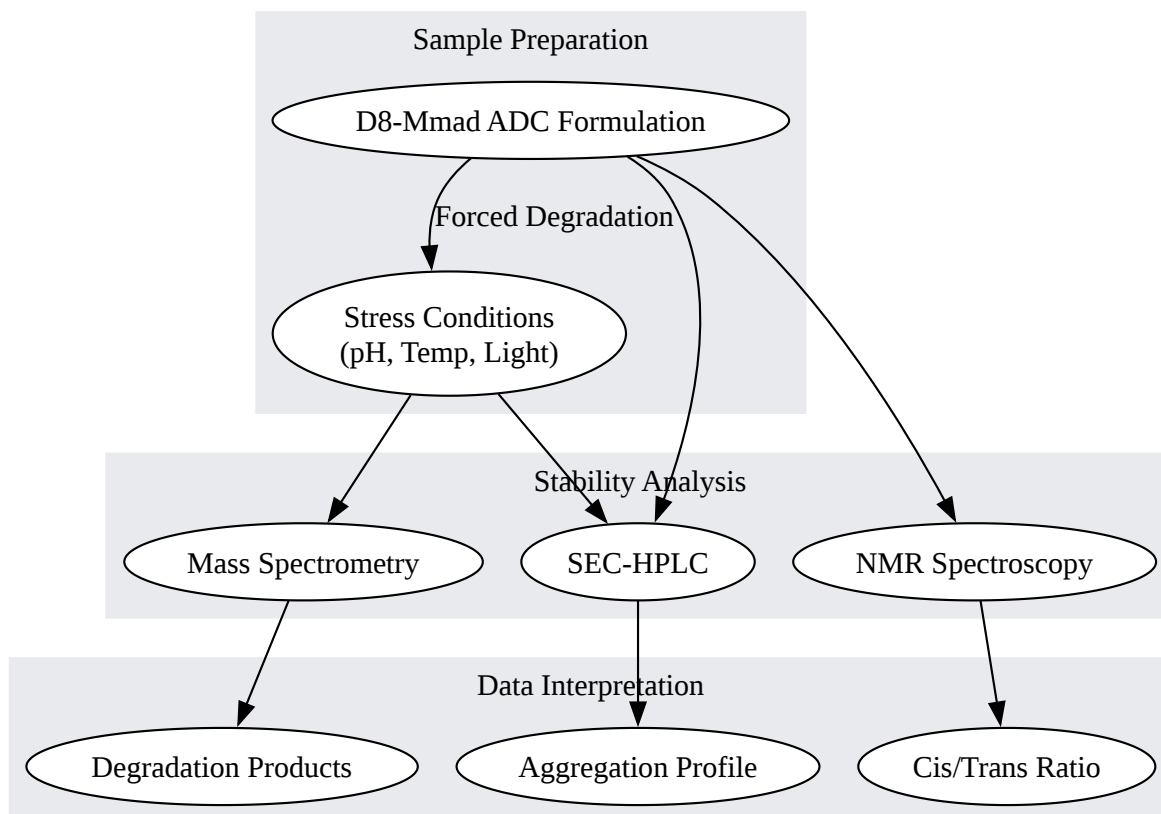 Sample Preparation
D8-Mmad ADC Formulation
Forced Degradation
Stress Conditions
(pH, Temp, Light)
Stability Analysis
Mass Spectrometry
SEC-HPLC
NMR Spectroscopy
Data Interpretation
Degradation Products
Aggregation Profile
Cis/Trans Ratio